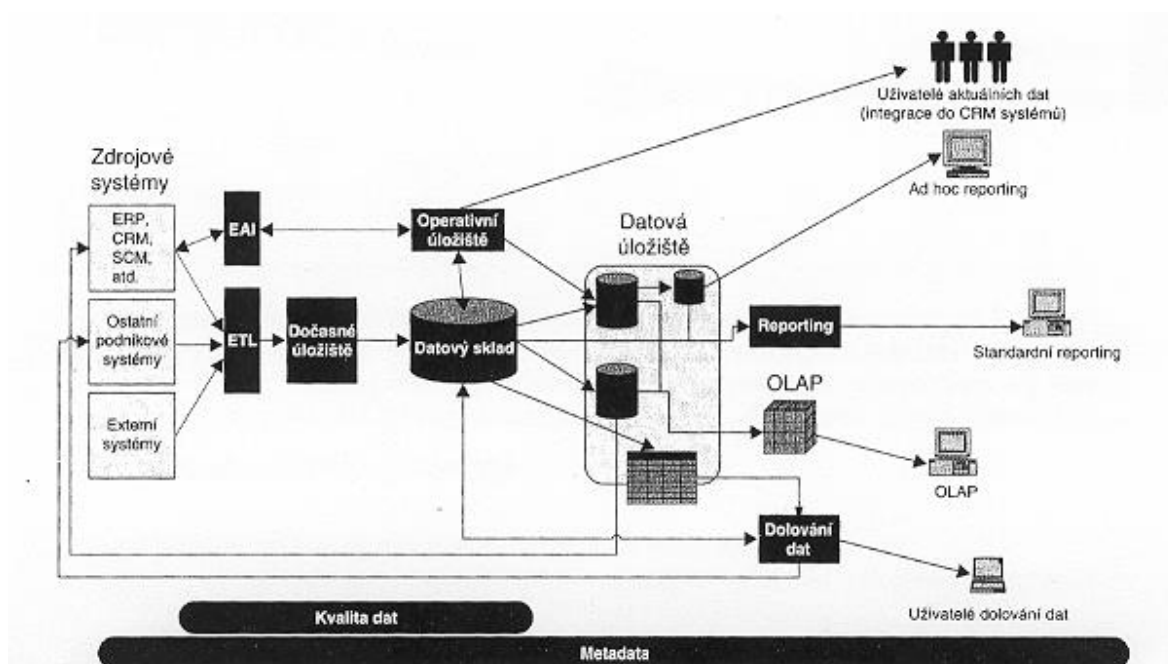 Uživatelé aktuálních dat
(integrace do CRM systémů)
Ad hoc reporting
Zdrojové
systémy
ERP,
CRM,
SCM,
atd.
EAI
Operativní
úložiště
Datová
úložiště
Ostatní
podnikové
systémy
ETL
Dočasné
úložiště
Datový sklad
Reporting
Standardní reporting
OLAP
Externí
systémy
OLAP
Dolování
dat
Uživatelé dolování dat
Kvalita dat
Metadata